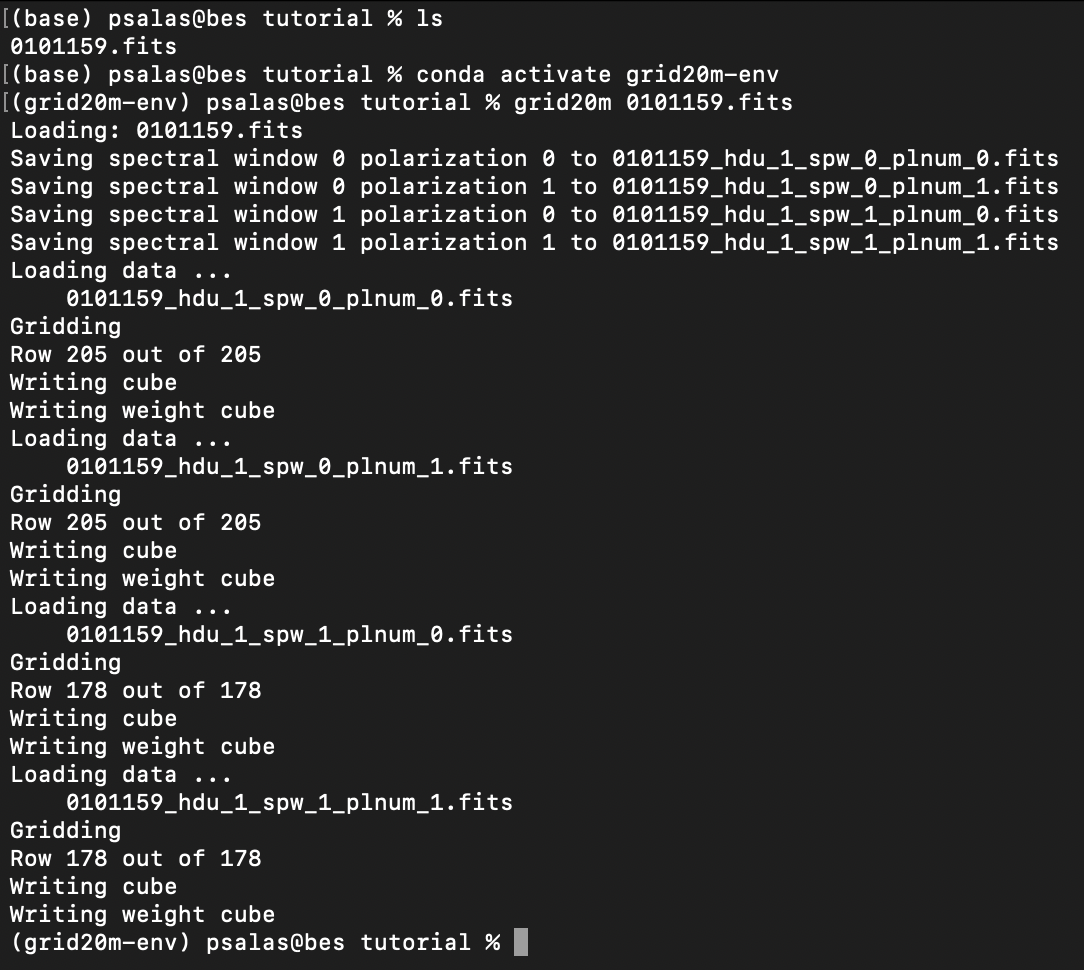 [(base) psalas@bes tutorial % ls
0101159.fits
[(base) psalas@bes tutorial % conda activate grid20m-env
[(grid20m-env) psalas@bes tutorial % grid20m 0101159.fits
Loading: 0101159.fits
Saving spectral window 0 polarization 0 to 0101159_hdu_1_spw_0_plnum_0.fits
Saving spectral window 0 polarization 1 to 0101159_hdu_1_spw_0_plnum_1.fits
Saving spectral window 1 polarization 0 to 0101159_hdu_1_spw_1_plnum_0.fits
Saving spectral window 1 polarization 1 to 0101159_hdu_1_spw_1_plnum_1.fits
Loading data ...
    0101159_hdu_1_spw_0_plnum_0.fits
Gridding
Row 205 out of 205
Writing cube
Writing weight cube
Loading data ...
    0101159_hdu_1_spw_0_plnum_1.fits
Gridding
Row 205 out of 205
Writing cube
Writing weight cube
Loading data ...
    0101159_hdu_1_spw_1_plnum_0.fits
Gridding
Row 178 out of 178
Writing cube
Writing weight cube
Loading data ...
    0101159_hdu_1_spw_1_plnum_1.fits
Gridding
Row 178 out of 178
Writing cube
Writing weight cube
(grid20m-env) psalas@bes tutorial %